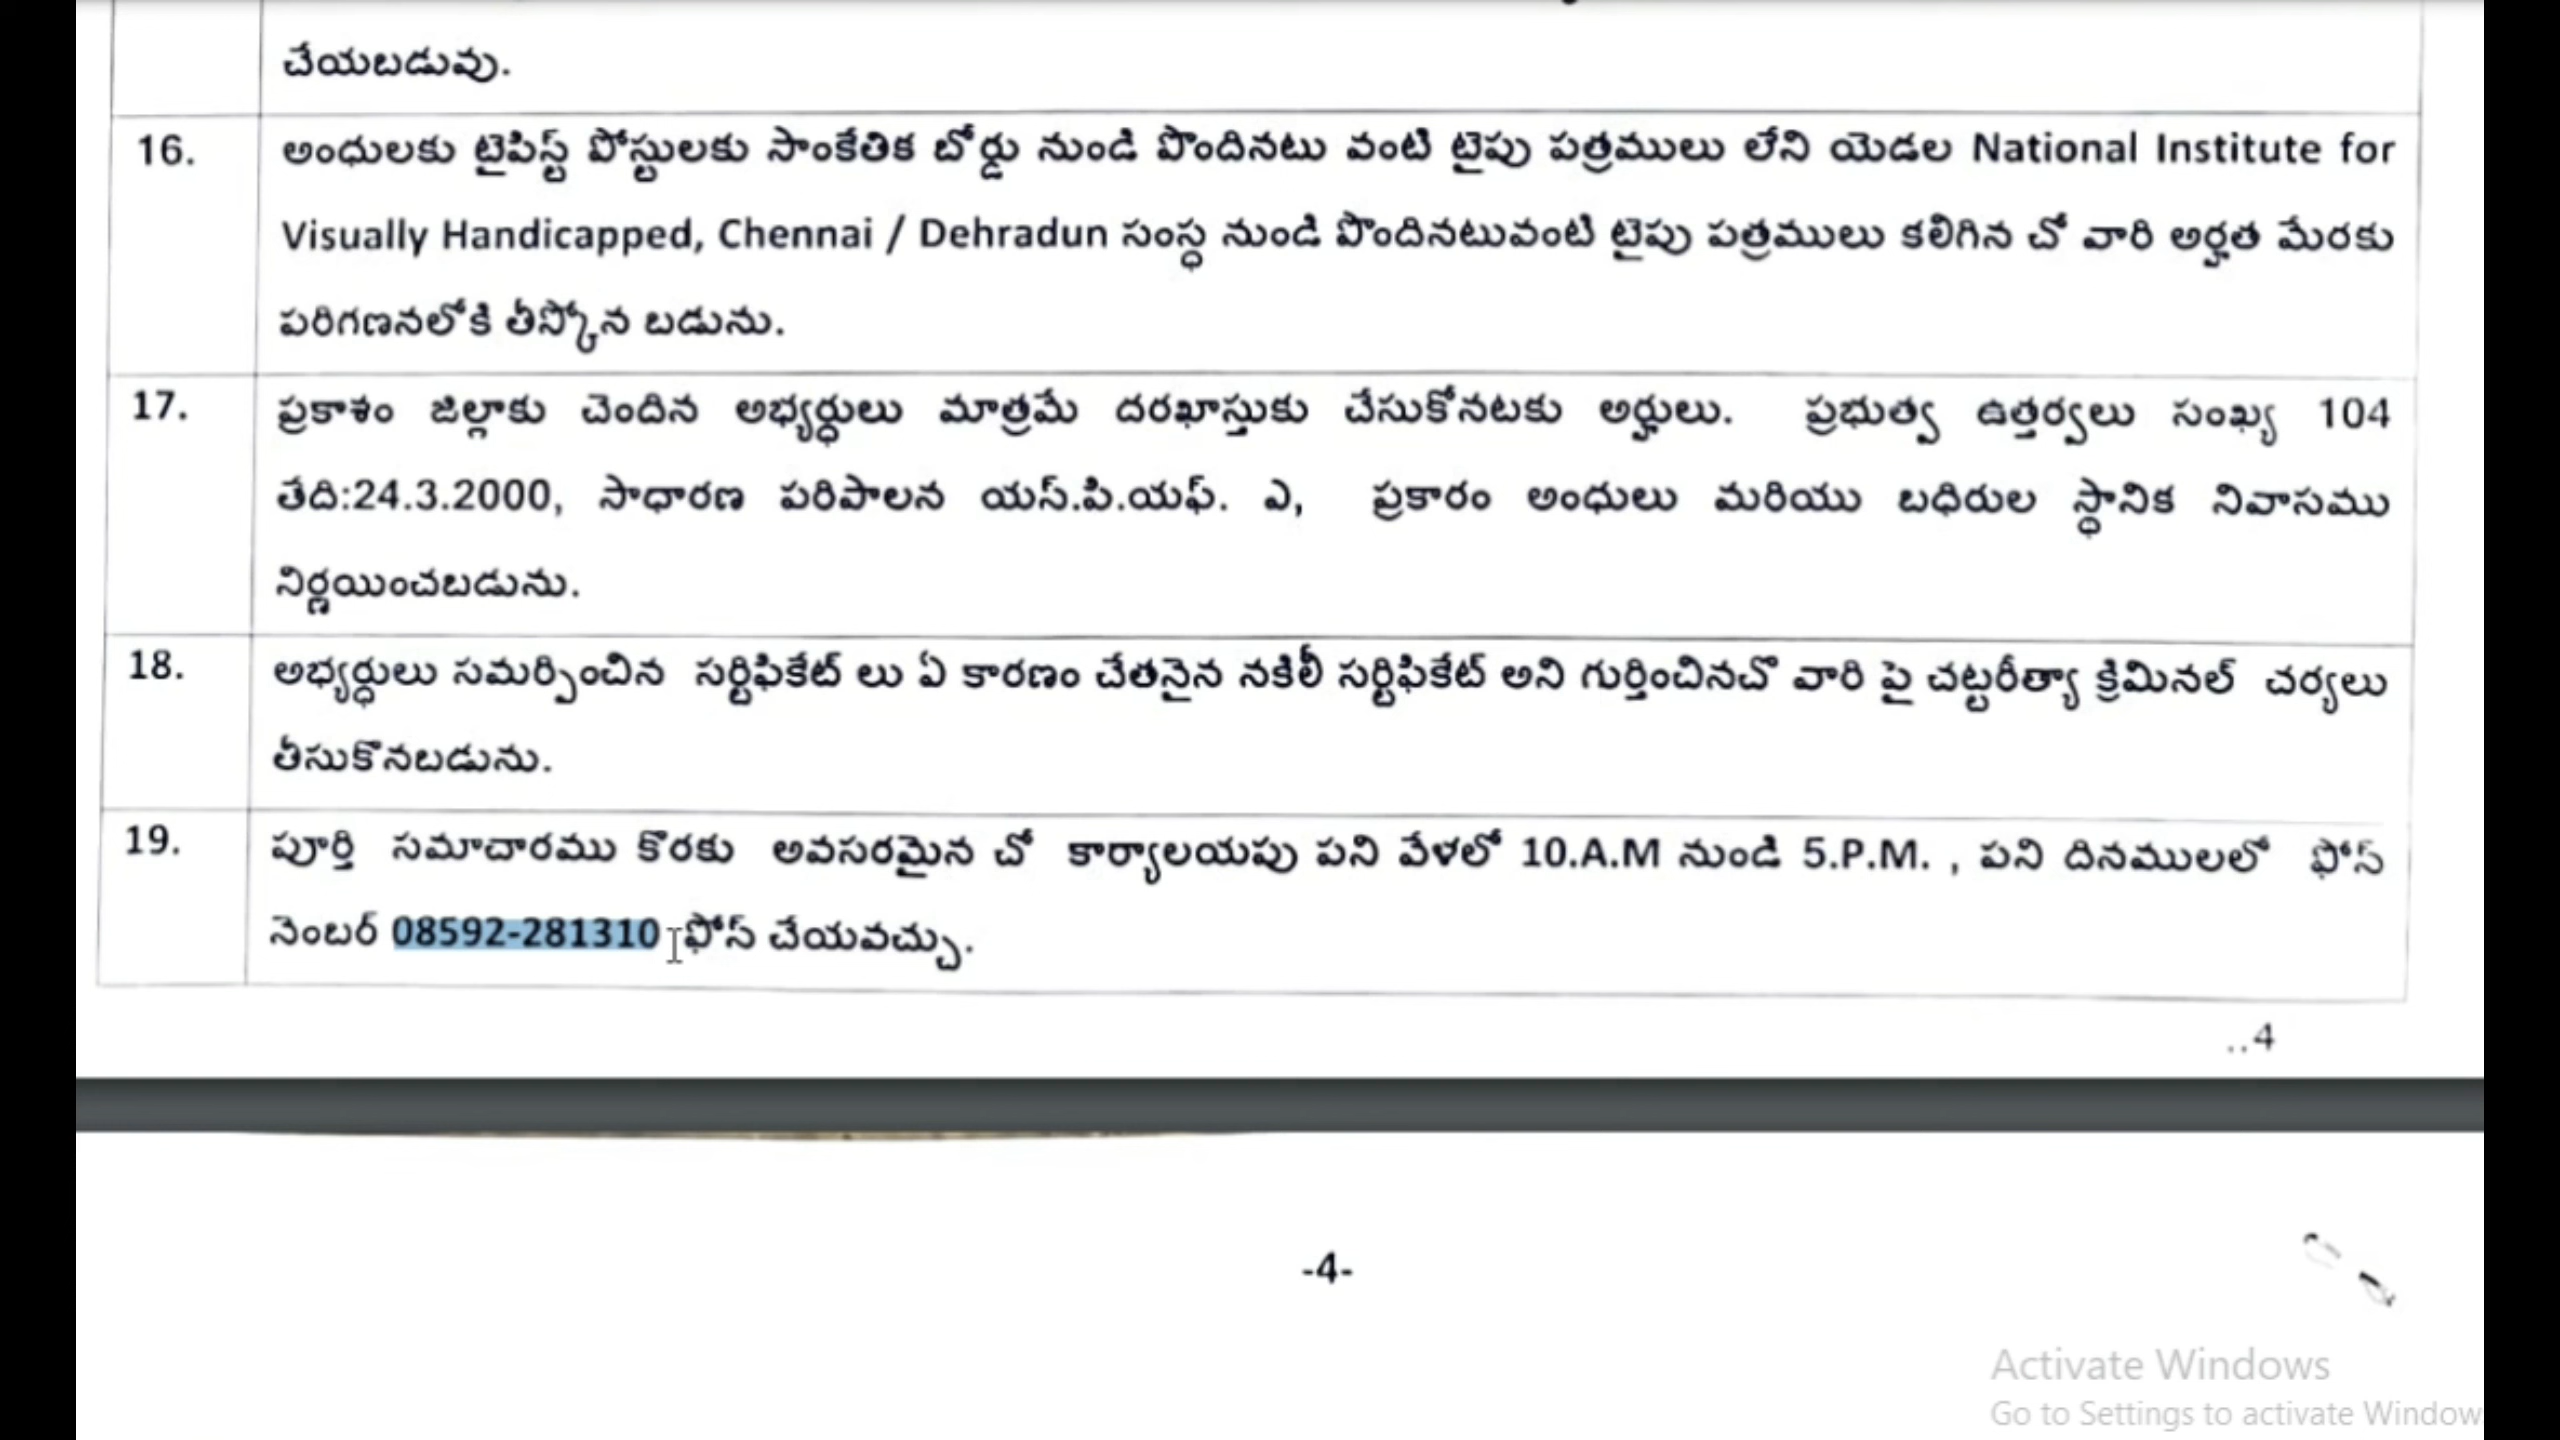 చేయబడువు.
16. అంధులకు టైపిస్ట్ పోస్టులకు సాంకేతిక బోర్డు నుండి పొందినటు వంటి టైపు పత్రములు లేని యెడల National Institute for
Visually Handicapped, Chennai / Dehradun సంస్ధ నుండి పొందినటువంటి టైపు పత్రములు కలిగిన చో వారి అర్హత మేరకు
పరిగణనలోకి తీస్కోన బడును.
17. ప్రకాశం జిల్లాకు చెందిన అభ్యర్ధులు మాత్రమే దరఖాస్తుకు చేసుకోనటకు అర్హులు. ప్రభుత్వ ఉత్తర్వలు సంఖ్య 104
తేది:24.3.2000, సాధారణ పరిపాలన యస్.పి.యఫ్. ఎ, ప్రకారం అంధులు మరియు బధిరుల స్థానిక నివాసము
నిర్ణయించబడును.
18. అభ్యర్ధులు సమర్పించిన సర్టిఫికేట్ లు ఏ కారణం చేతనైన నకిలీ సర్టిఫికేట్ అని గుర్తించినచొ వారి పై చట్టరీత్యా క్రిమినల్ చర్యలు
తీసుకొనబడును.
19. పూర్తి సమాచారము కొరకు అవసరమైన చో కార్యాలయపు పని వేళలో 10.A.M నుండి 5.P.M. , పని దినములలో ఫోన్
నెంబర్ 08592-281310 ఫోన్ చేయవచ్చు.
..4
-4-
Activate Windows
Go to Settings to activate Window